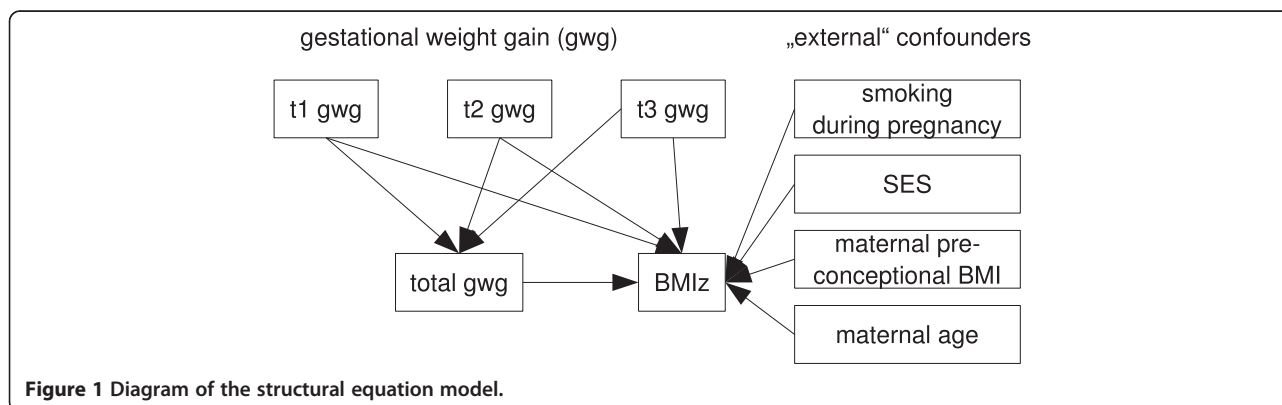 gestational weight gain (gwg)
„external“ confounders
t1 gwg
t2 gwg
t3 gwg
smoking
during pregnancy
SES
maternal pre-
conceptional BMI
total gwg
BMIz
maternal age
Figure 1 Diagram of the structural equation model.